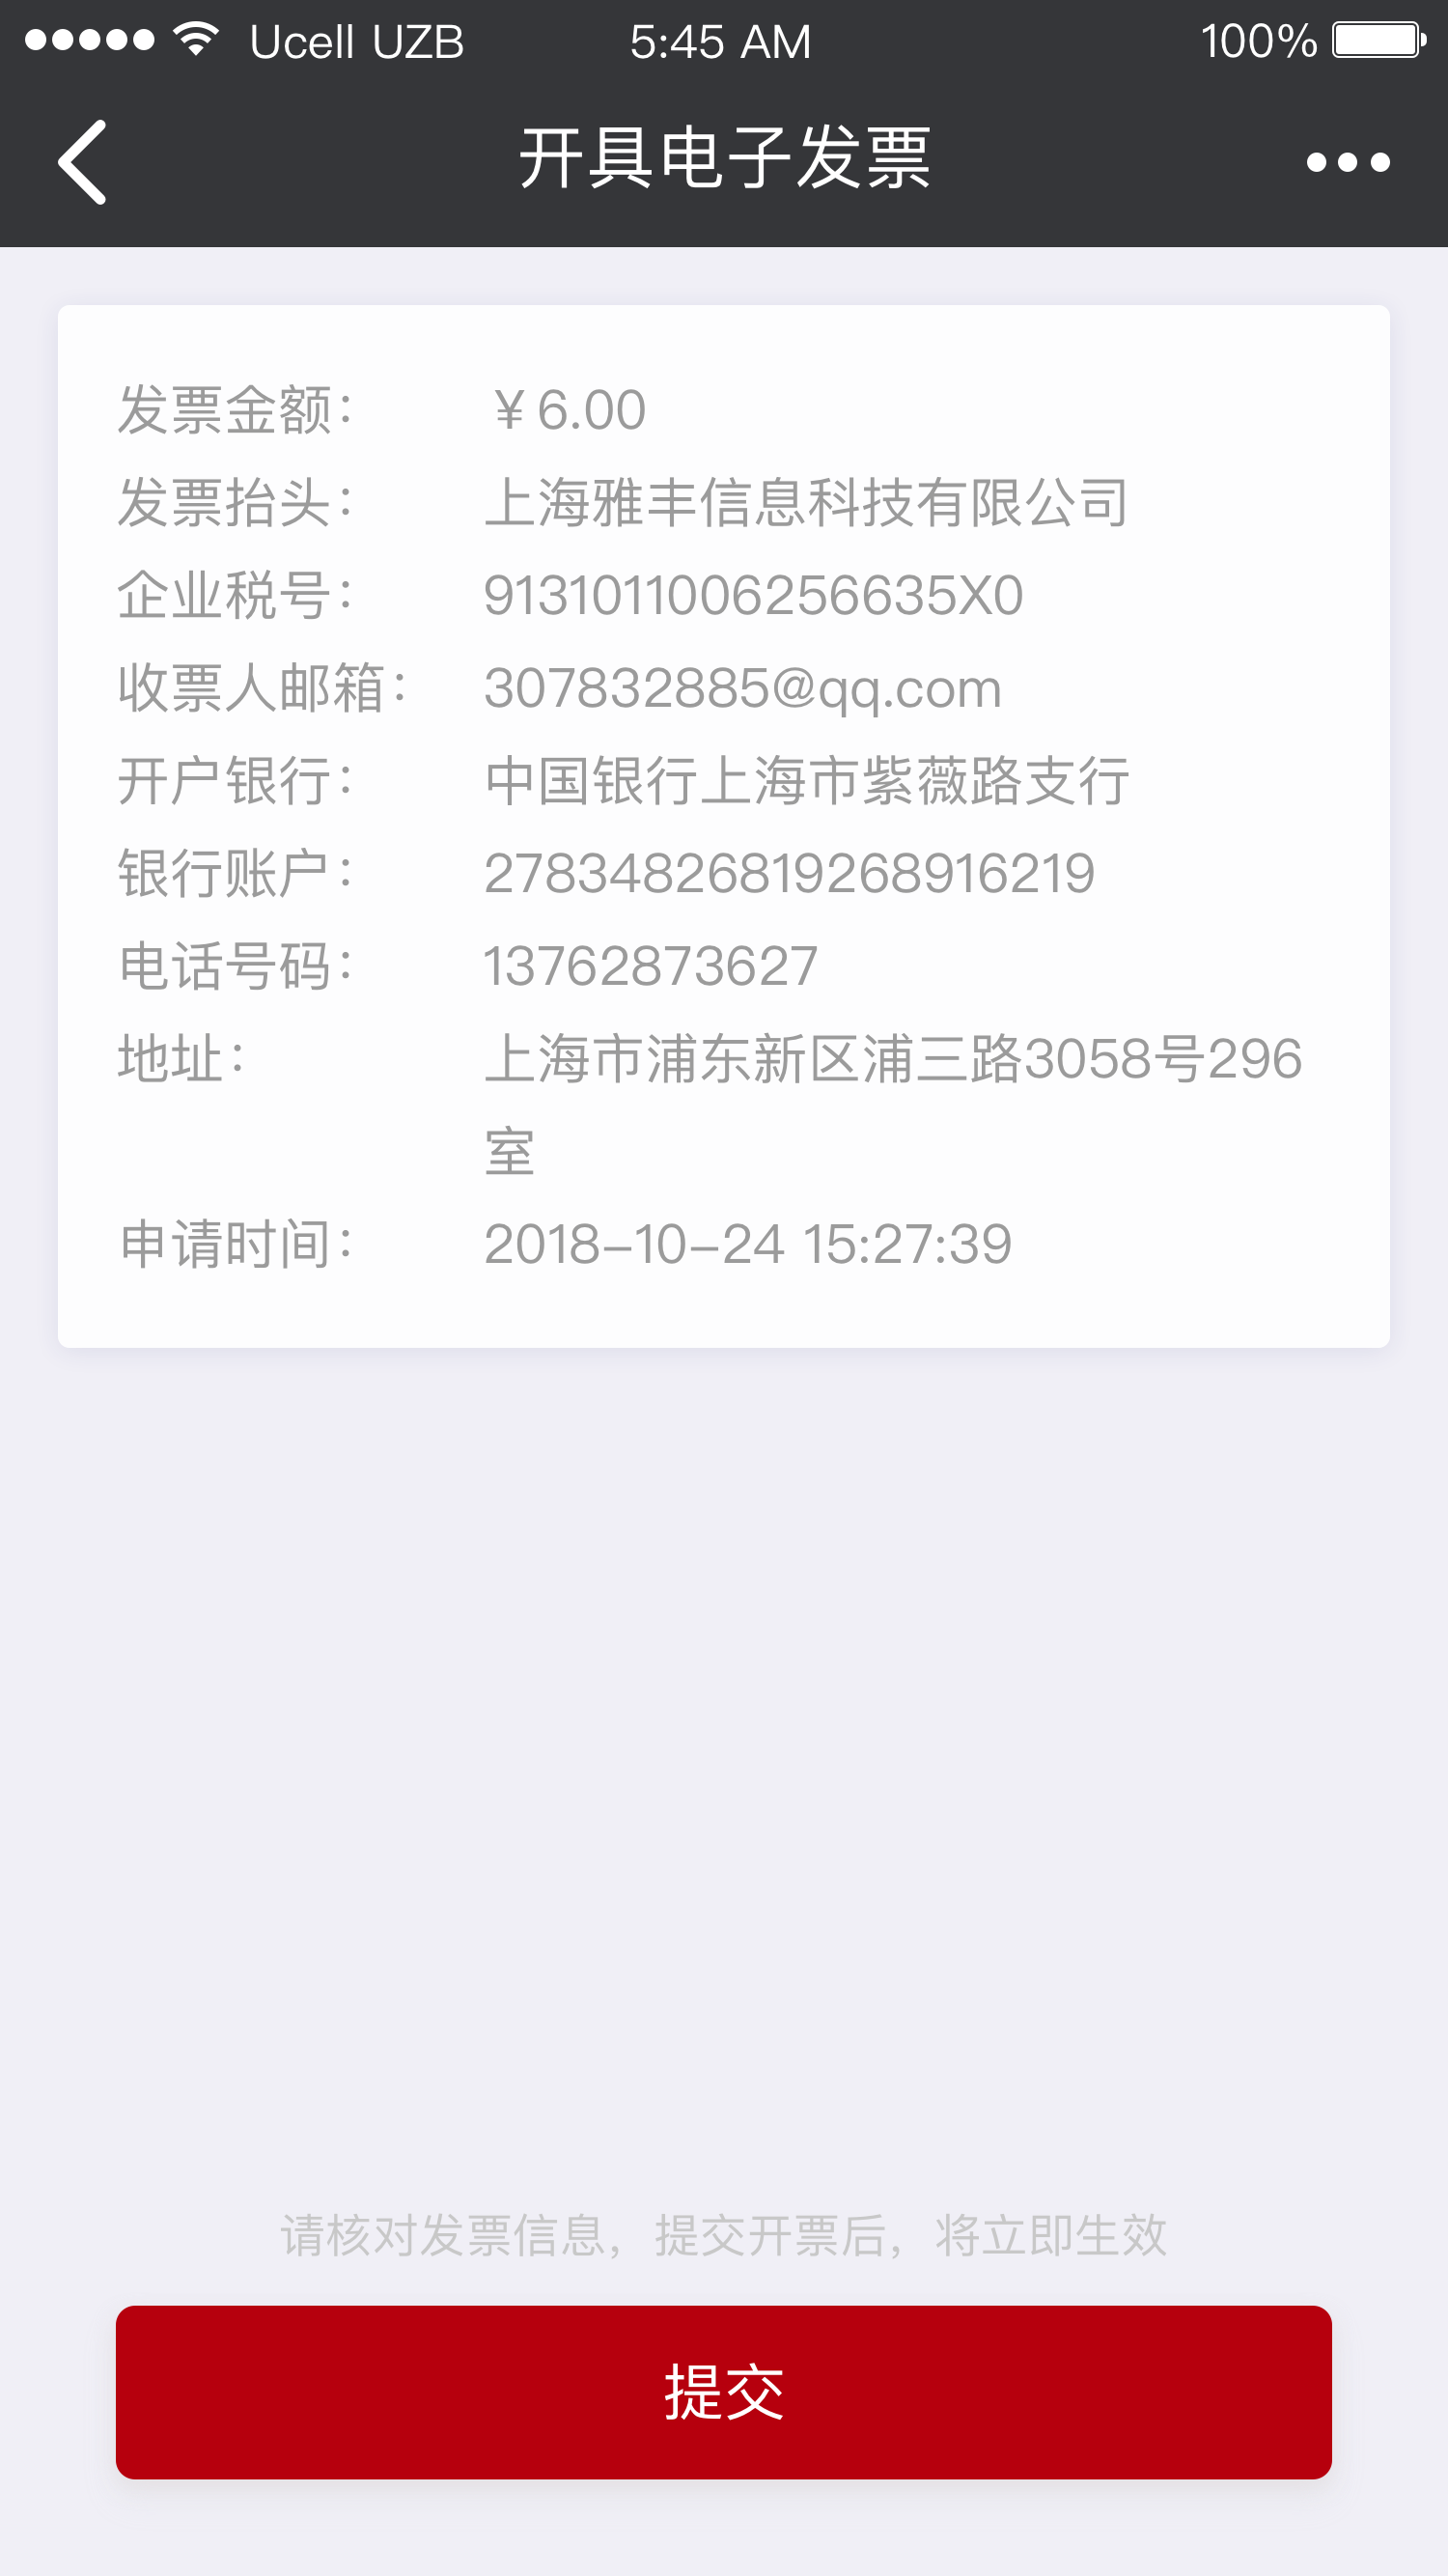 Ucell UZB 5:45 AM 100%
开具电子发票
发票金额： ￥6.00
发票抬头： 上海雅丰信息科技有限公司
企业税号： 9131011006256635X0
收票人邮箱： 307832885@qq.com
开户银行： 中国银行上海市紫薇路支行
银行账户： 27834826819268916219
电话号码： 13762873627
地址： 上海市浦东新区浦三路3058号296
室
申请时间： 2018-10-24 15:27:39
请核对发票信息，提交开票后，将立即生效
提交